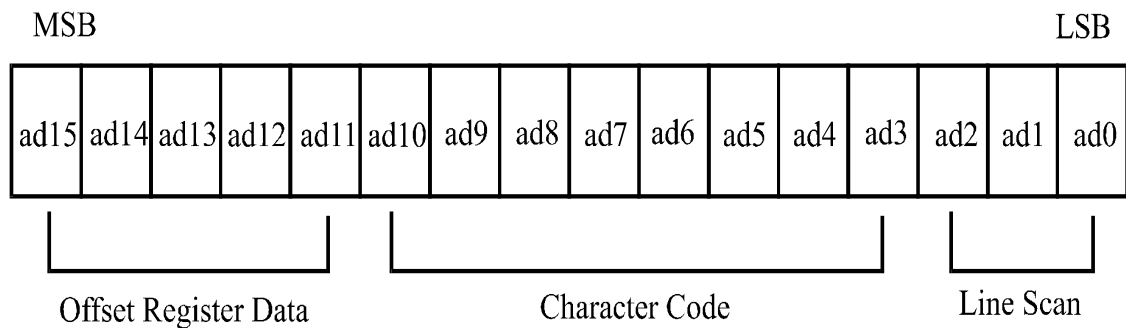 MSB LSB
ad15 ad14 ad13 ad12 ad11 ad10 ad9 ad8 ad7 ad6 ad5 ad4 ad3 ad2 ad1 ad0
Offset Register Data Character Code Line Scan